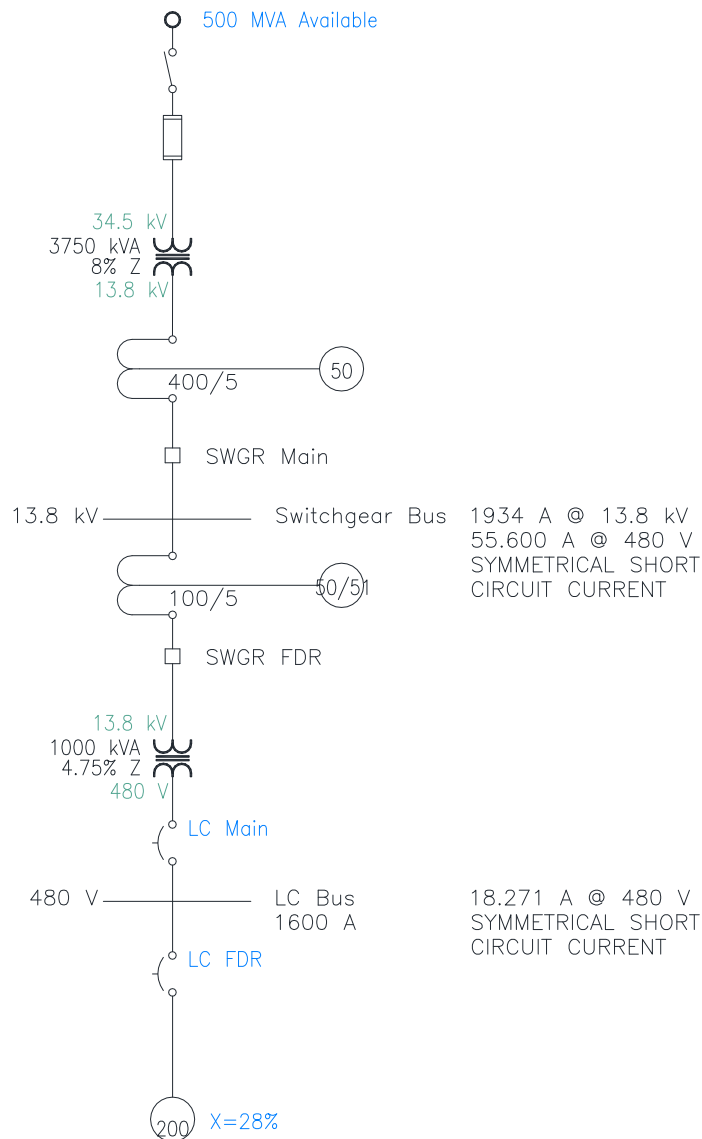 500 MVA Available
34.5 kV
3750 kVA
8% Z
13.8 kV
50
400/5
SWGR Main
13.8 kV
Switchgear Bus
1934 A @ 13.8 kV
55.600 A @ 480 V
SYMMETRICAL SHORT
CIRCUIT CURRENT
50/51
100/5
SWGR FDR
13.8 kV
1000 kVA
4.75% Z
480 V
LC Main
480 V
LC Bus
1600 A
18.271 A @ 480 V
SYMMETRICAL SHORT
CIRCUIT CURRENT
LC FDR
200
X=28%